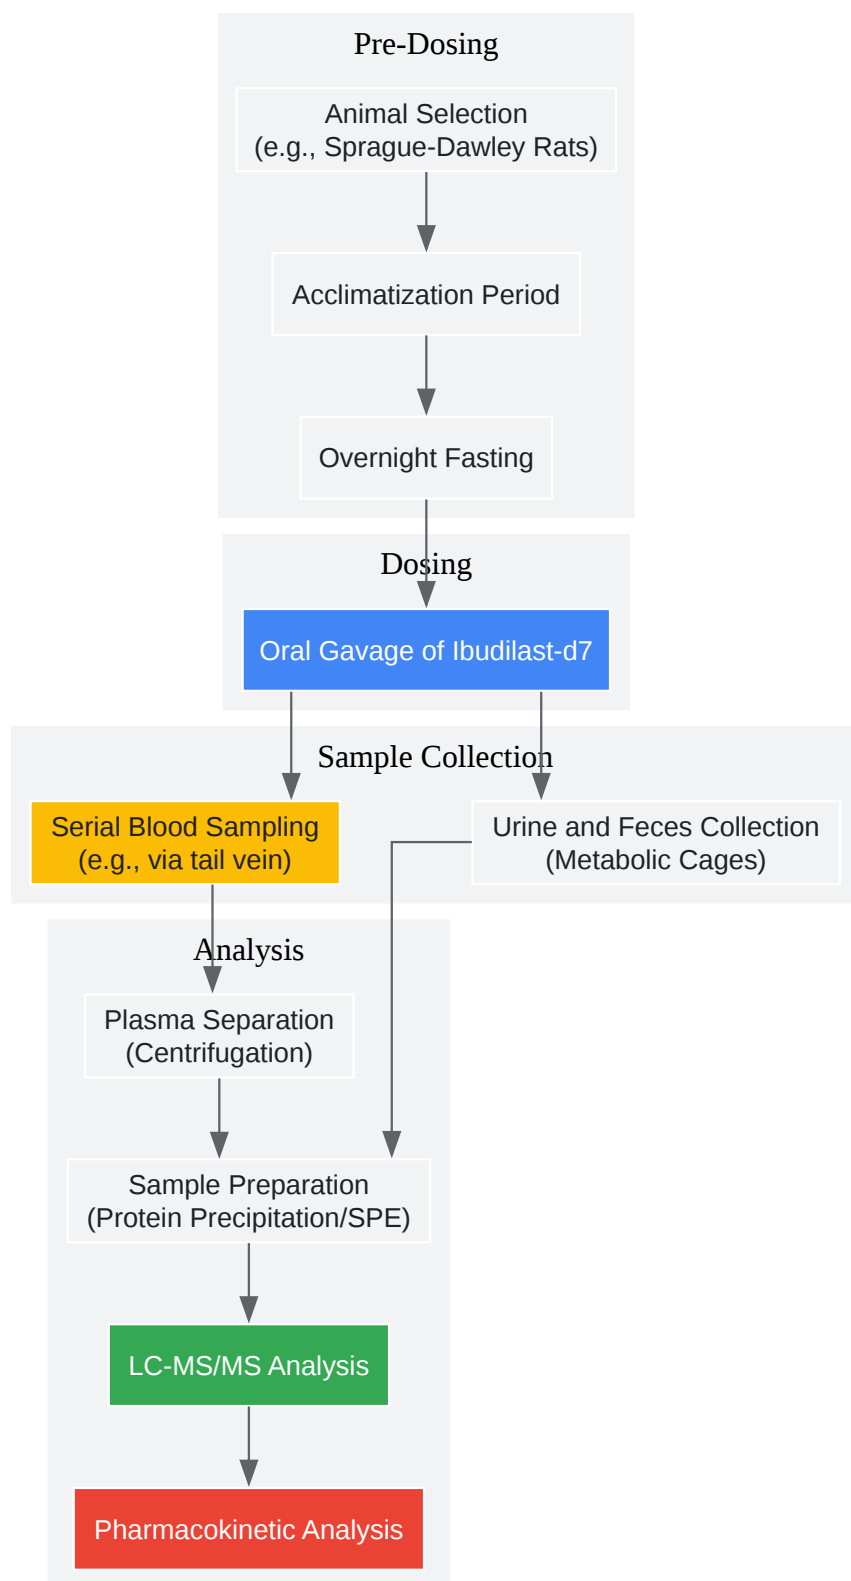 Pre-Dosing
Animal Selection
(e.g., Sprague-Dawley Rats)
Acclimatization Period
Overnight Fasting
Dosing
Oral Gavage of Ibudilast-d7
Sample Collection
Serial Blood Sampling
(e.g., via tail vein)
Urine and Feces Collection
(Metabolic Cages)
Analysis
Plasma Separation
(Centrifugation)
Sample Preparation
(Protein Precipitation/SPE)
LC-MS/MS Analysis
Pharmacokinetic Analysis